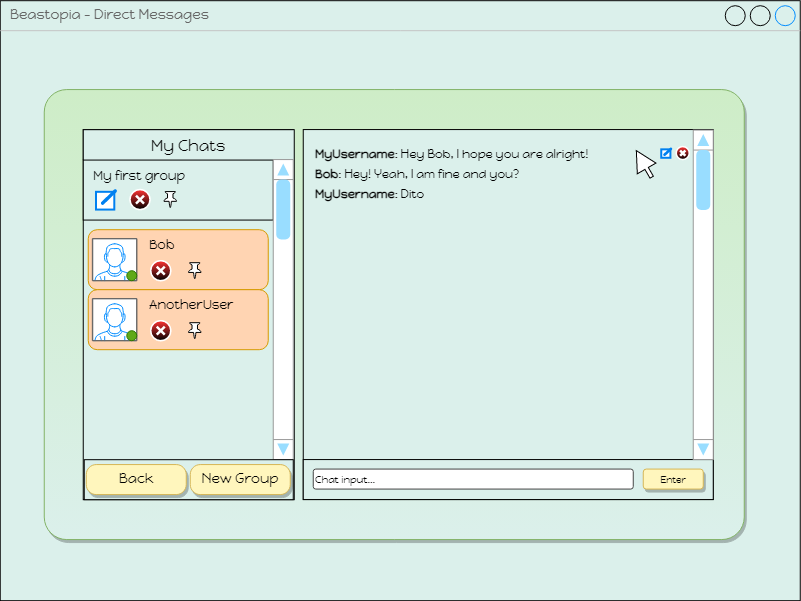 Beastopia - Direct Messages
My Chats
My first group
Bob
AnotherUser
Back
New Group
MyUsername: Hey Bob, I hope you are alright!
Bob: Hey! Yeah, I am fine and you?
MyUsername: Dito
Chat input...
Enter